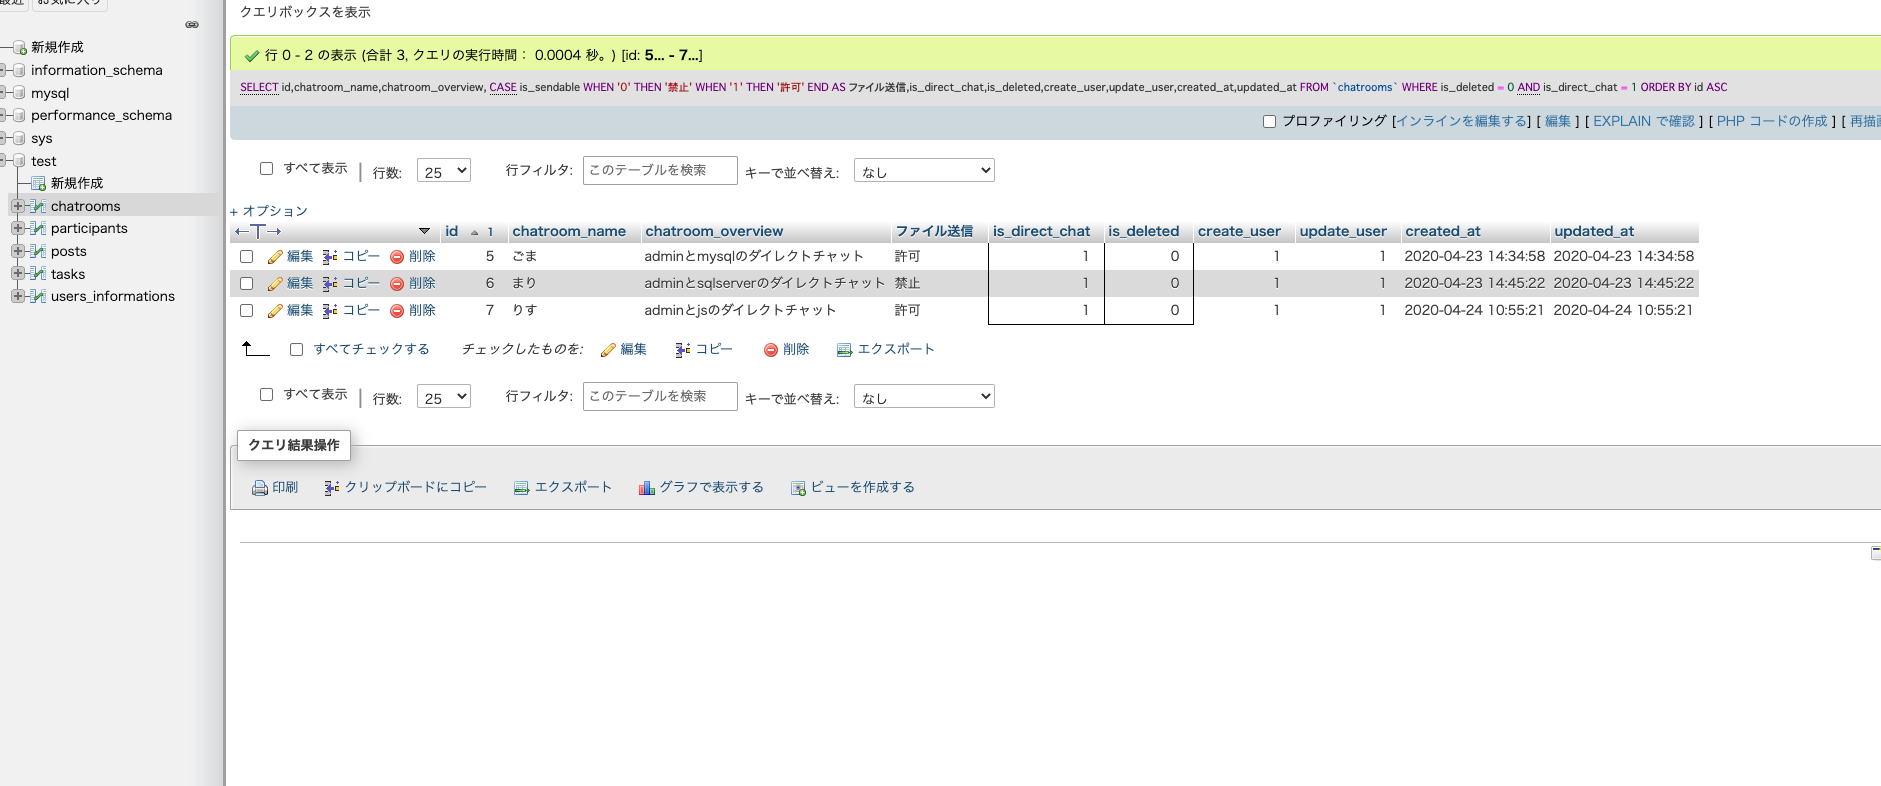 最近 お気に入り
新規作成
information_schema
mysql
performance_schema
sys
test
新規作成
chatrooms
participants
posts
tasks
users_informations
クエリボックスを表示
行 0 - 2 の表示 (合計 3, クエリの実行時間： 0.0004 秒。) [id: 5... - 7...]
SELECT id,chatroom_name,chatroom_overview, CASE is_sendable WHEN '0' THEN '禁止' WHEN '1' THEN '許可' END AS ファイル送信,is_direct_chat,is_deleted,create_user,update_user,created_at,updated_at FROM `chatrooms` WHERE is_deleted = 0 AND is_direct_chat = 1 ORDER BY id ASC
プロファイリング [インラインを編集する] [ 編集 ] [ EXPLAIN で確認 ] [ PHP コードの作成 ] [ 再描画
すべて表示 | 行数: 25 行フィルタ: このテーブルを検索 キーで並べ替え: なし
+ オプション
←T→ id 1 chatroom_name chatroom_overview ファイル送信 is_direct_chat is_deleted create_user update_user created_at updated_at
編集 コピー 削除 5 ごま adminとmysqlのダイレクトチャット 許可 1 0 1 1 2020-04-23 14:34:58 2020-04-23 14:34:58
編集 コピー 削除 6 まり adminとsqlserverのダイレクトチャット 禁止 1 0 1 1 2020-04-23 14:45:22 2020-04-23 14:45:22
編集 コピー 削除 7 りす adminとjsのダイレクトチャット 許可 1 0 1 1 2020-04-24 10:55:21 2020-04-24 10:55:21
すべてチェックする チェックしたものを: 編集 コピー 削除 エクスポート
すべて表示 | 行数: 25 行フィルタ: このテーブルを検索 キーで並べ替え: なし
クエリ結果操作
印刷 クリップボードにコピー エクスポート グラフで表示する ビューを作成する